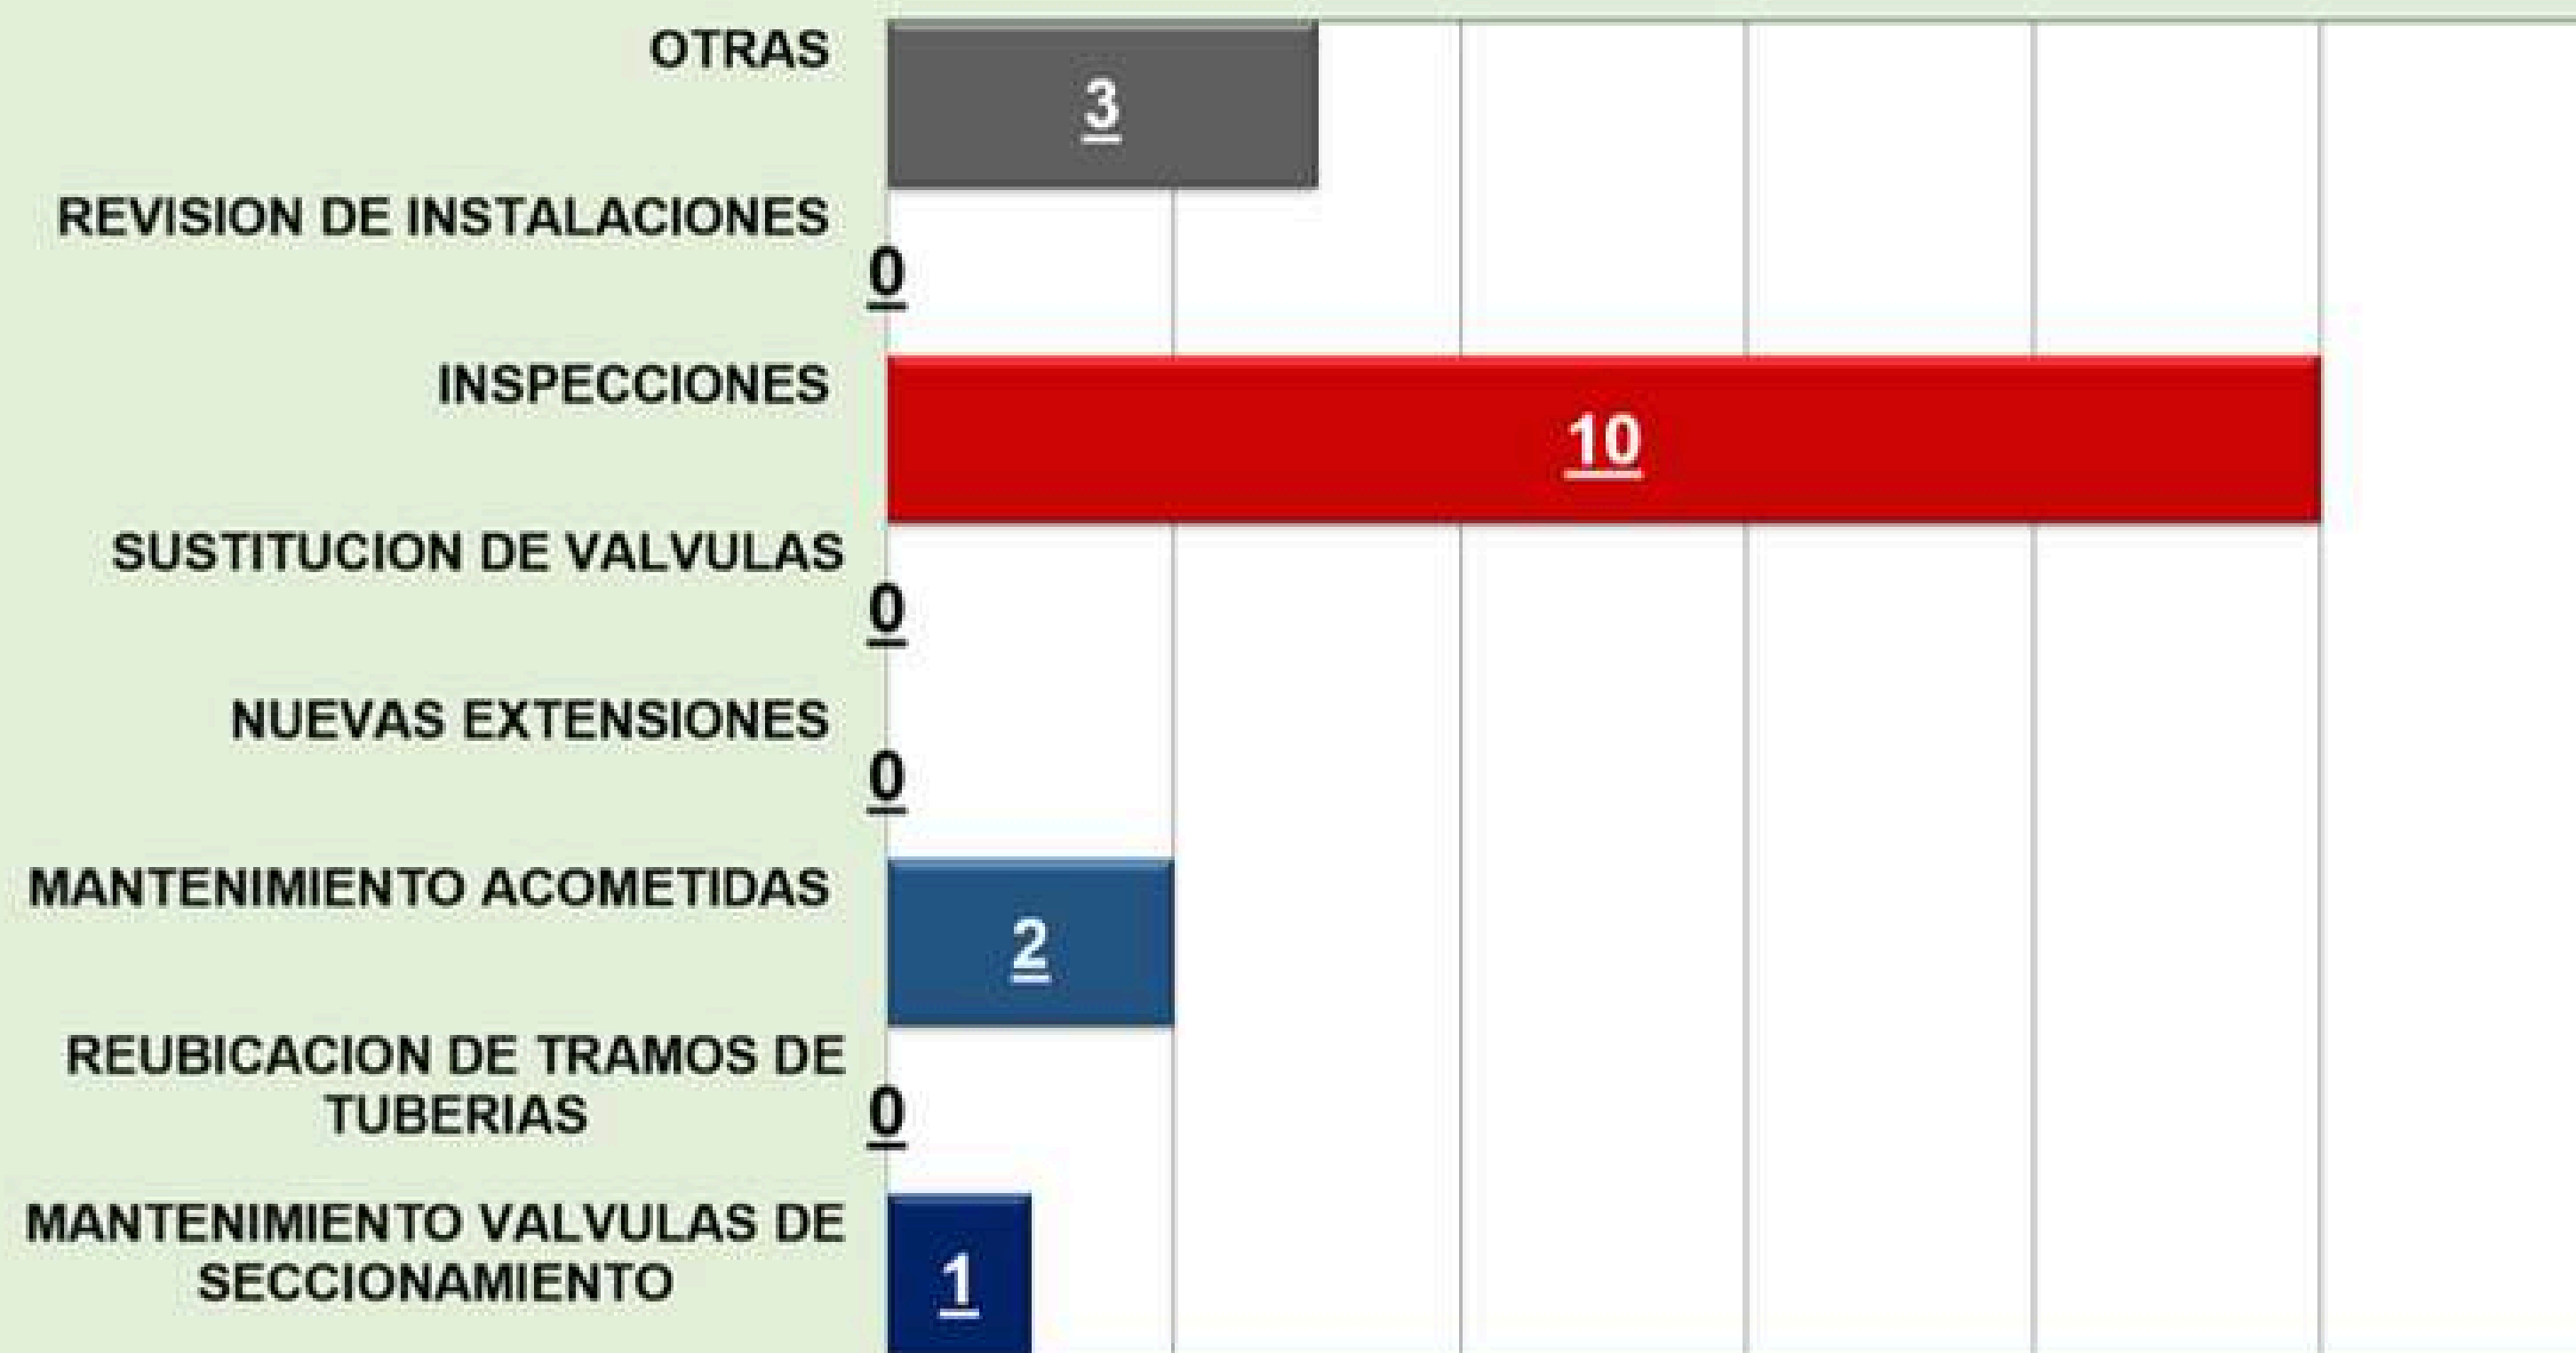 OTRAS
3
REVISION DE INSTALACIONES
0
INSPECCIONES
10
SUSTITUCION DE VALVULAS
0
NUEVAS EXTENSIONES
0
MANTENIMIENTO ACOMETIDAS
2
REUBICACION DE TRAMOS DE
TUBERIAS
0
MANTENIMIENTO VALVULAS DE
SECCIONAMIENTO
1